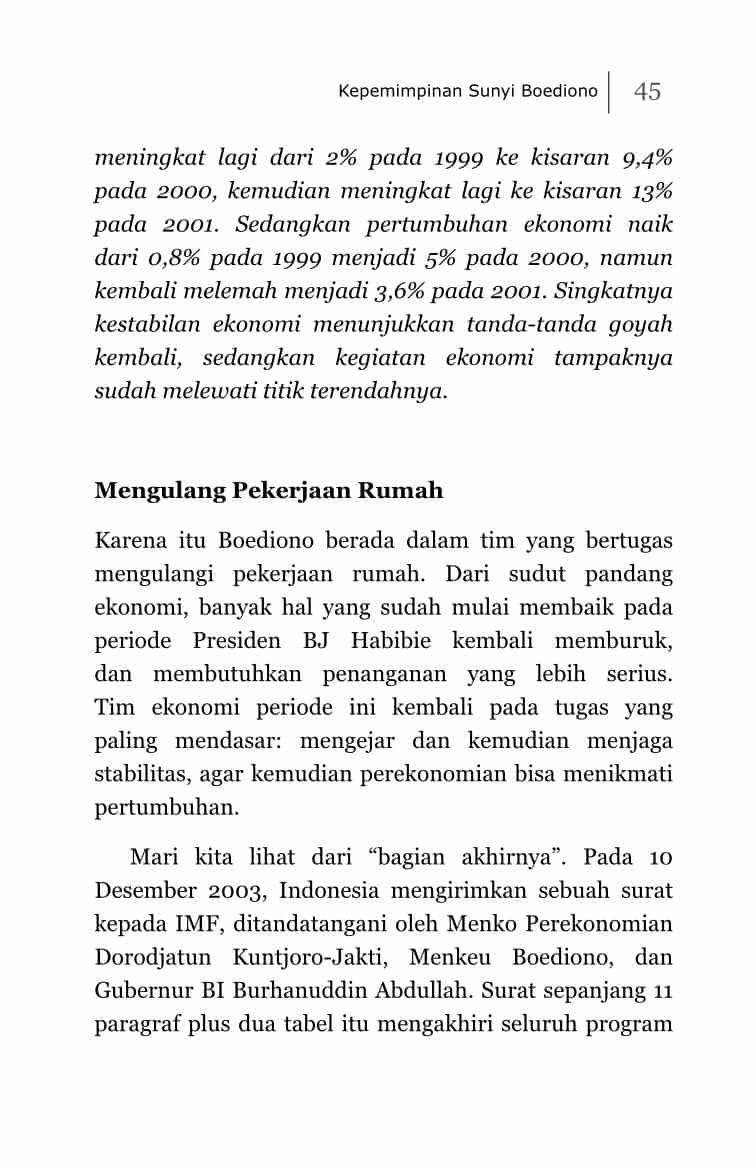 Kepemimpinan Sunyi Boediono 45
meningkat lagi dari 2% pada 1999 ke kisaran 9,4%
pada 2000, kemudian meningkat lagi ke kisaran 13%
pada 2001. Sedangkan pertumbuhan ekonomi naik
dari 0,8% pada 1999 menjadi 5% pada 2000, namun
kembali melemah menjadi 3,6% pada 2001. Singkatnya
kestabilan ekonomi menunjukkan tanda-tanda goyah
kembali, sedangkan kegiatan ekonomi tampaknya
sudah melewati titik terendahnya.
Mengulang Pekerjaan Rumah
Karena itu Boediono berada dalam tim yang bertugas
mengulangi pekerjaan rumah. Dari sudut pandang
ekonomi, banyak hal yang sudah mulai membaik pada
periode Presiden BJ Habibie kembali memburuk,
dan membutuhkan penanganan yang lebih serius.
Tim ekonomi periode ini kembali pada tugas yang
paling mendasar: mengejar dan kemudian menjaga
stabilitas, agar kemudian perekonomian bisa menikmati
pertumbuhan.
Mari kita lihat dari “bagian akhirnya”. Pada 10
Desember 2003, Indonesia mengirimkan sebuah surat
kepada IMF, ditandatangani oleh Menko Perekonomian
Dorodjatun Kuntjoro-Jakti, Menkeu Boediono, dan
Gubernur BI Burhanuddin Abdullah. Surat sepanjang 11
paragraf plus dua tabel itu mengakhiri seluruh program